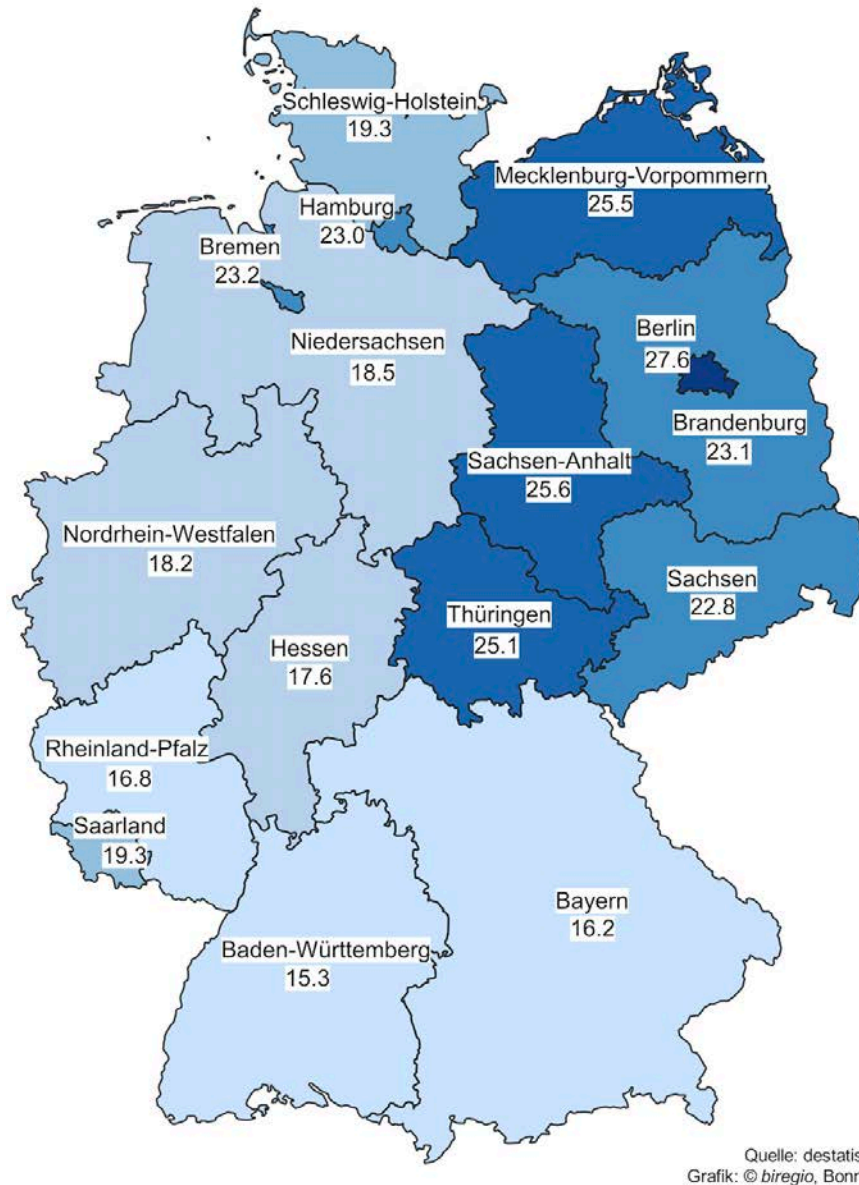 Schleswig-Holstein
19.3
Mecklenburg-Vorpommern
25.5
Hamburg
23.0
Bremen
23.2
Niedersachsen
18.5
Berlin
27.6
Brandenburg
23.1
Sachsen-Anhalt
25.6
Nordrhein-Westfalen
18.2
Sachsen
22.8
Thüringen
25.1
Hessen
17.6
Rheinland-Pfalz
16.8
Saarland
19.3
Bayern
16.2
Baden-Württemberg
15.3
Quelle: destatis
Grafik: © biregio, Bonn